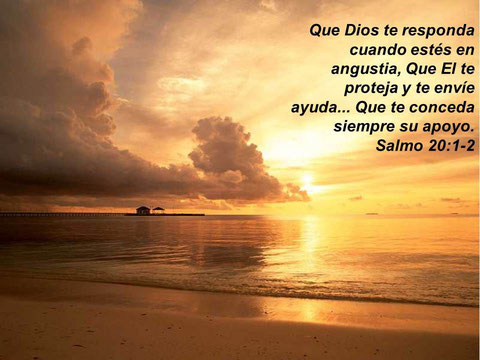 Que Dios te responda
cuando estés en
angustia, Que El te
proteja y te envíe
ayuda... Que te conceda
siempre su apoyo.
Salmo 20:1-2